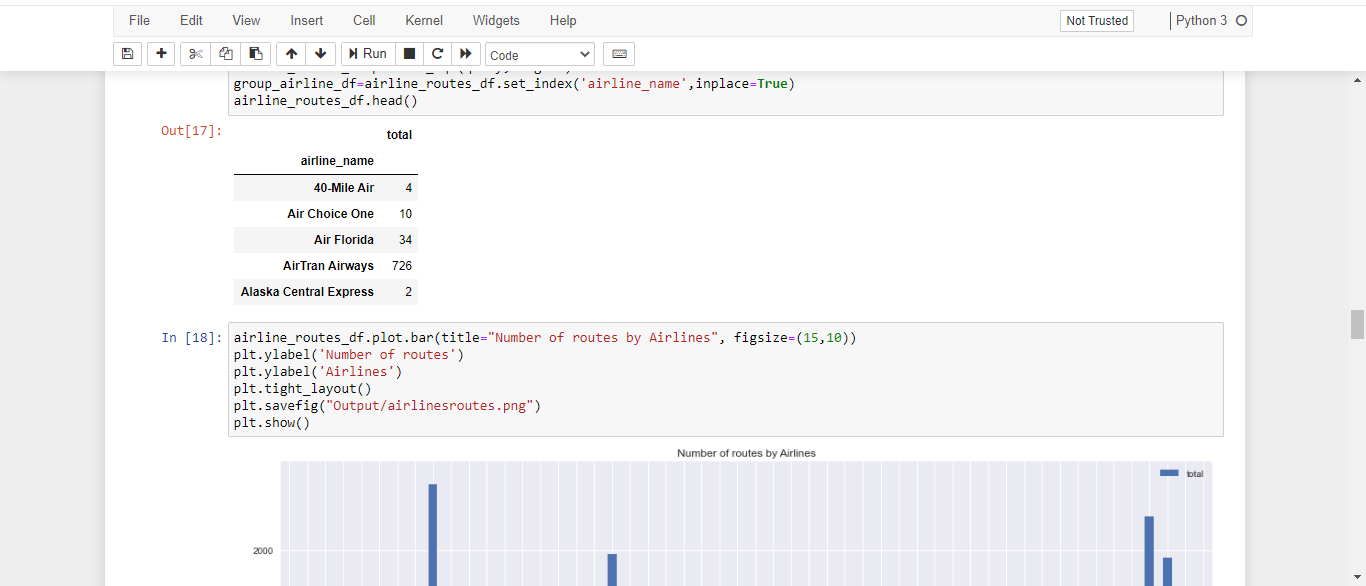 File Edit View Insert Cell Kernel Widgets Help Not Trusted Python 3
Run Code
group_airline_df=airline_routes_df.set_index('airline_name',inplace=True)
airline_routes_df.head()
Out[17]:
total
airline_name
40-Mile Air 4
Air Choice One 10
Air Florida 34
AirTran Airways 726
Alaska Central Express 2
In [18]: airline_routes_df.plot.bar(title="Number of routes by Airlines", figsize=(15,10))
plt.ylabel('Number of routes')
plt.ylabel('Airlines')
plt.tight_layout()
plt.savefig("Output/airlinesroutes.png")
plt.show()
Number of routes by Airlines
total
2000